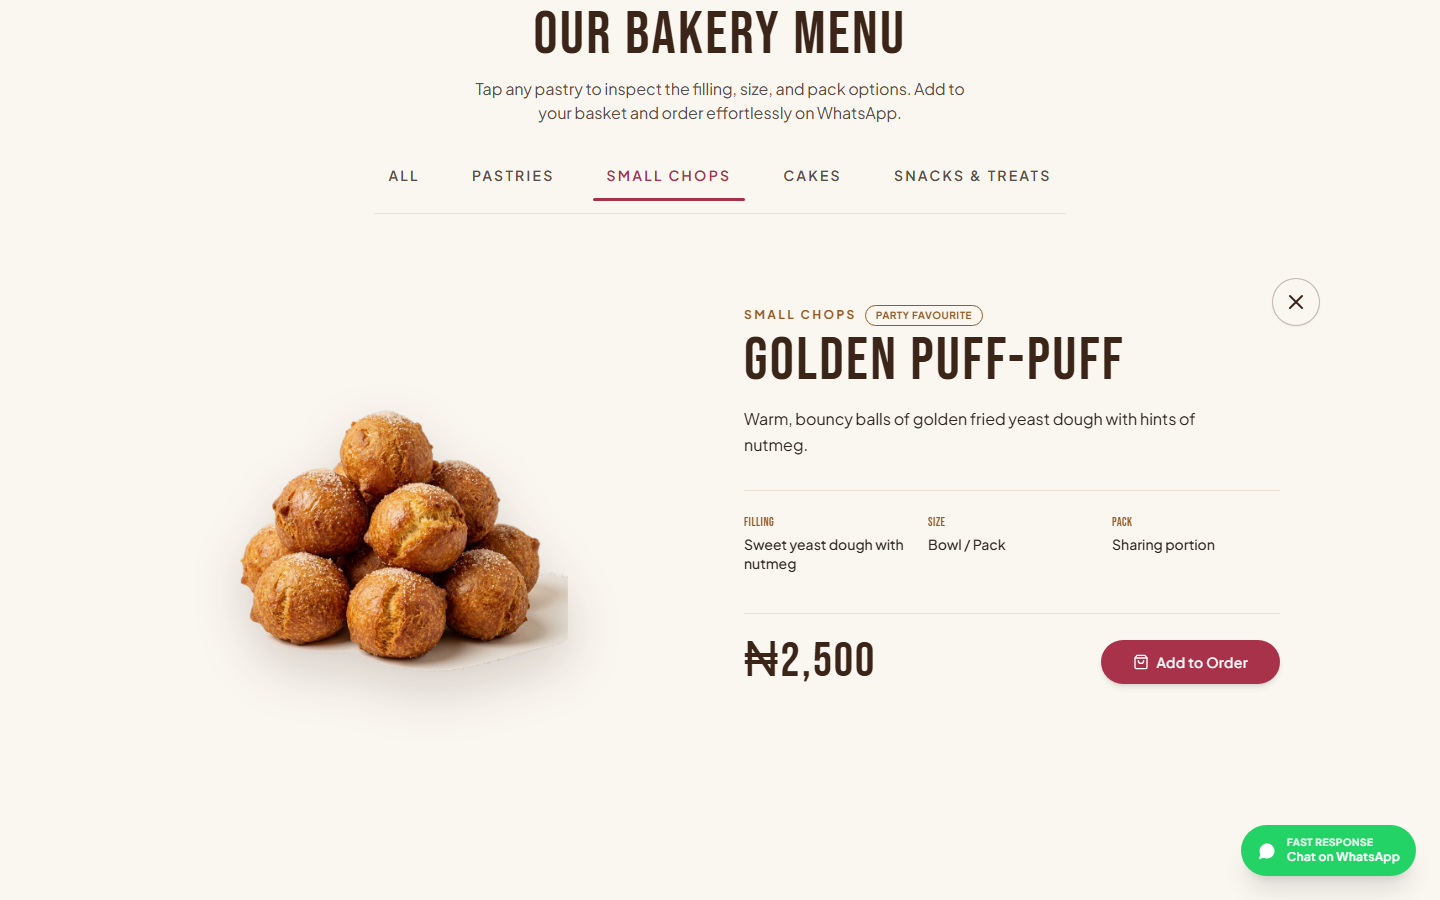 OUR BAKERY MENU
Tap any pastry to inspect the filling, size, and pack options. Add to
your basket and order effortlessly on WhatsApp.
ALL
PASTRIES
SMALL CHOPS
CAKES
SNACKS & TREATS
SMALL CHOPS
PARTY FAVOURITE
GOLDEN PUFF-PUFF
Warm, bouncy balls of golden fried yeast dough with hints of
nutmeg.
FILLING
Sweet yeast dough with
nutmeg
SIZE
Bowl / Pack
PACK
Sharing portion
₦2,500
Add to Order
FAST RESPONSE
Chat on WhatsApp